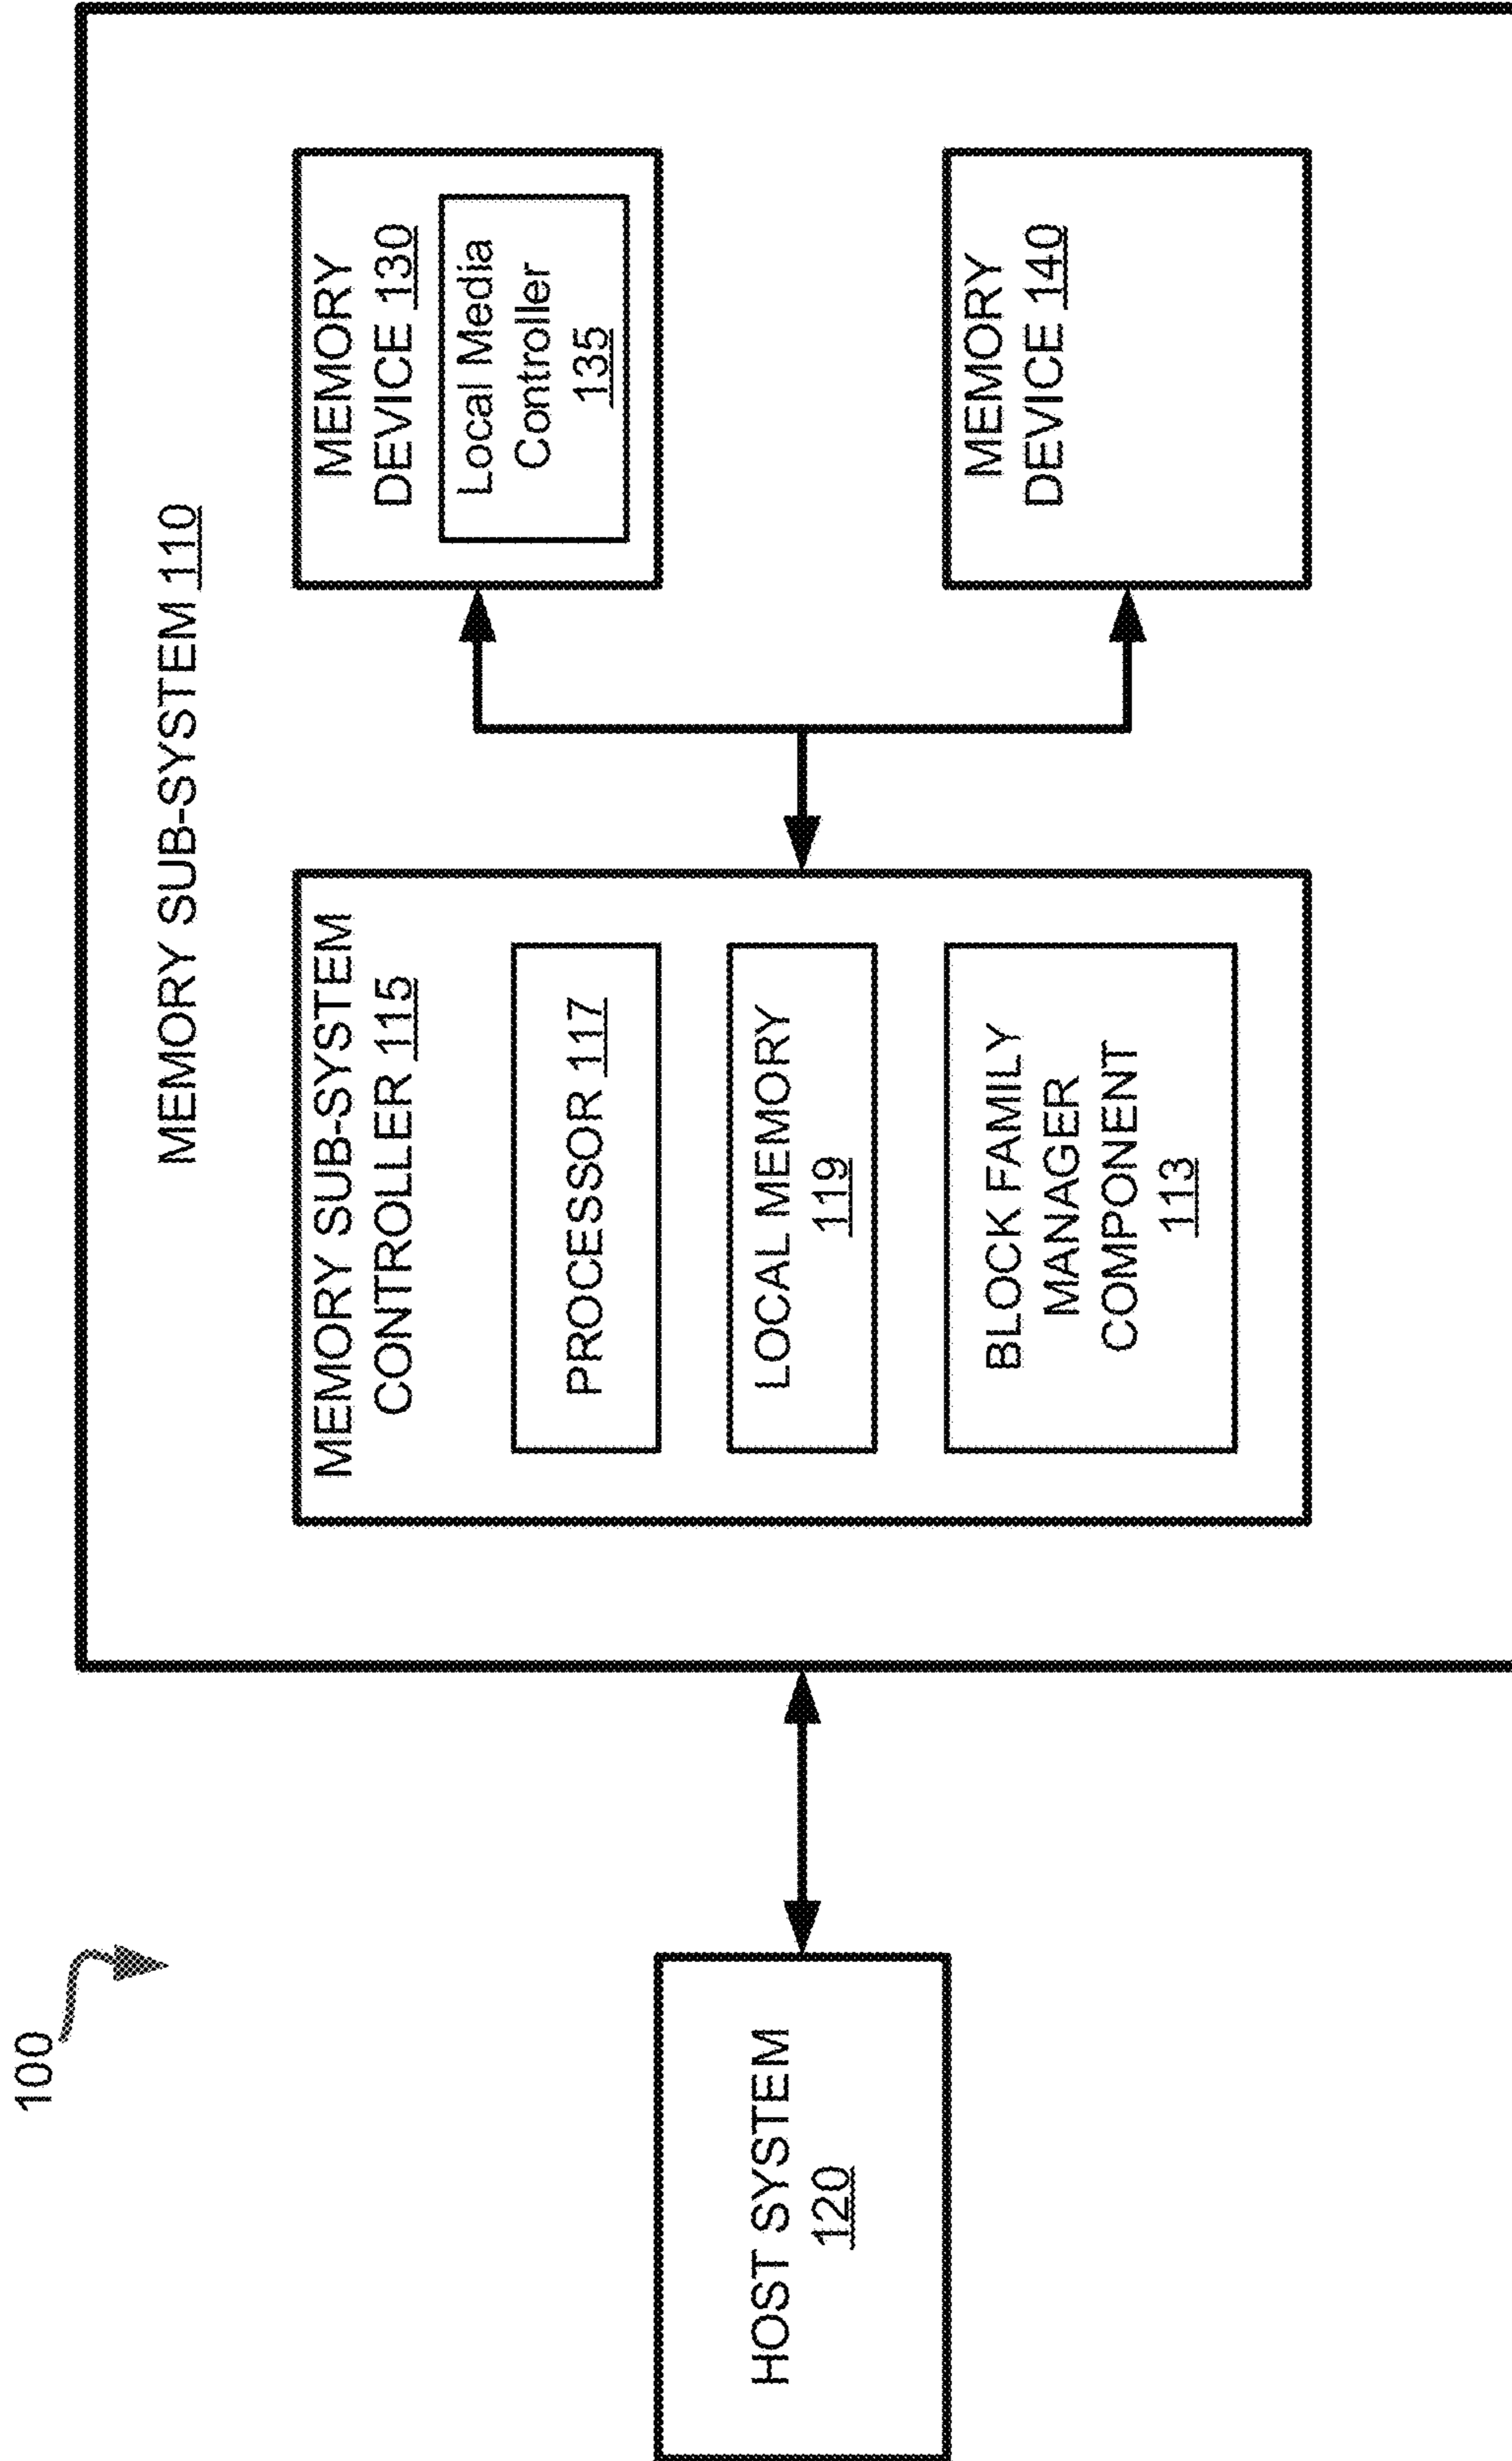 100
MEMORY SUB-SYSTEM 110
HOST SYSTEM
120
MEMORY SUB-SYSTEM
CONTROLLER 115
PROCESSOR 117
LOCAL MEMORY
119
BLOCK FAMILY
MANAGER
COMPONENT
113
MEMORY
DEVICE 130
Local Media
Controller
135
MEMORY
DEVICE 140